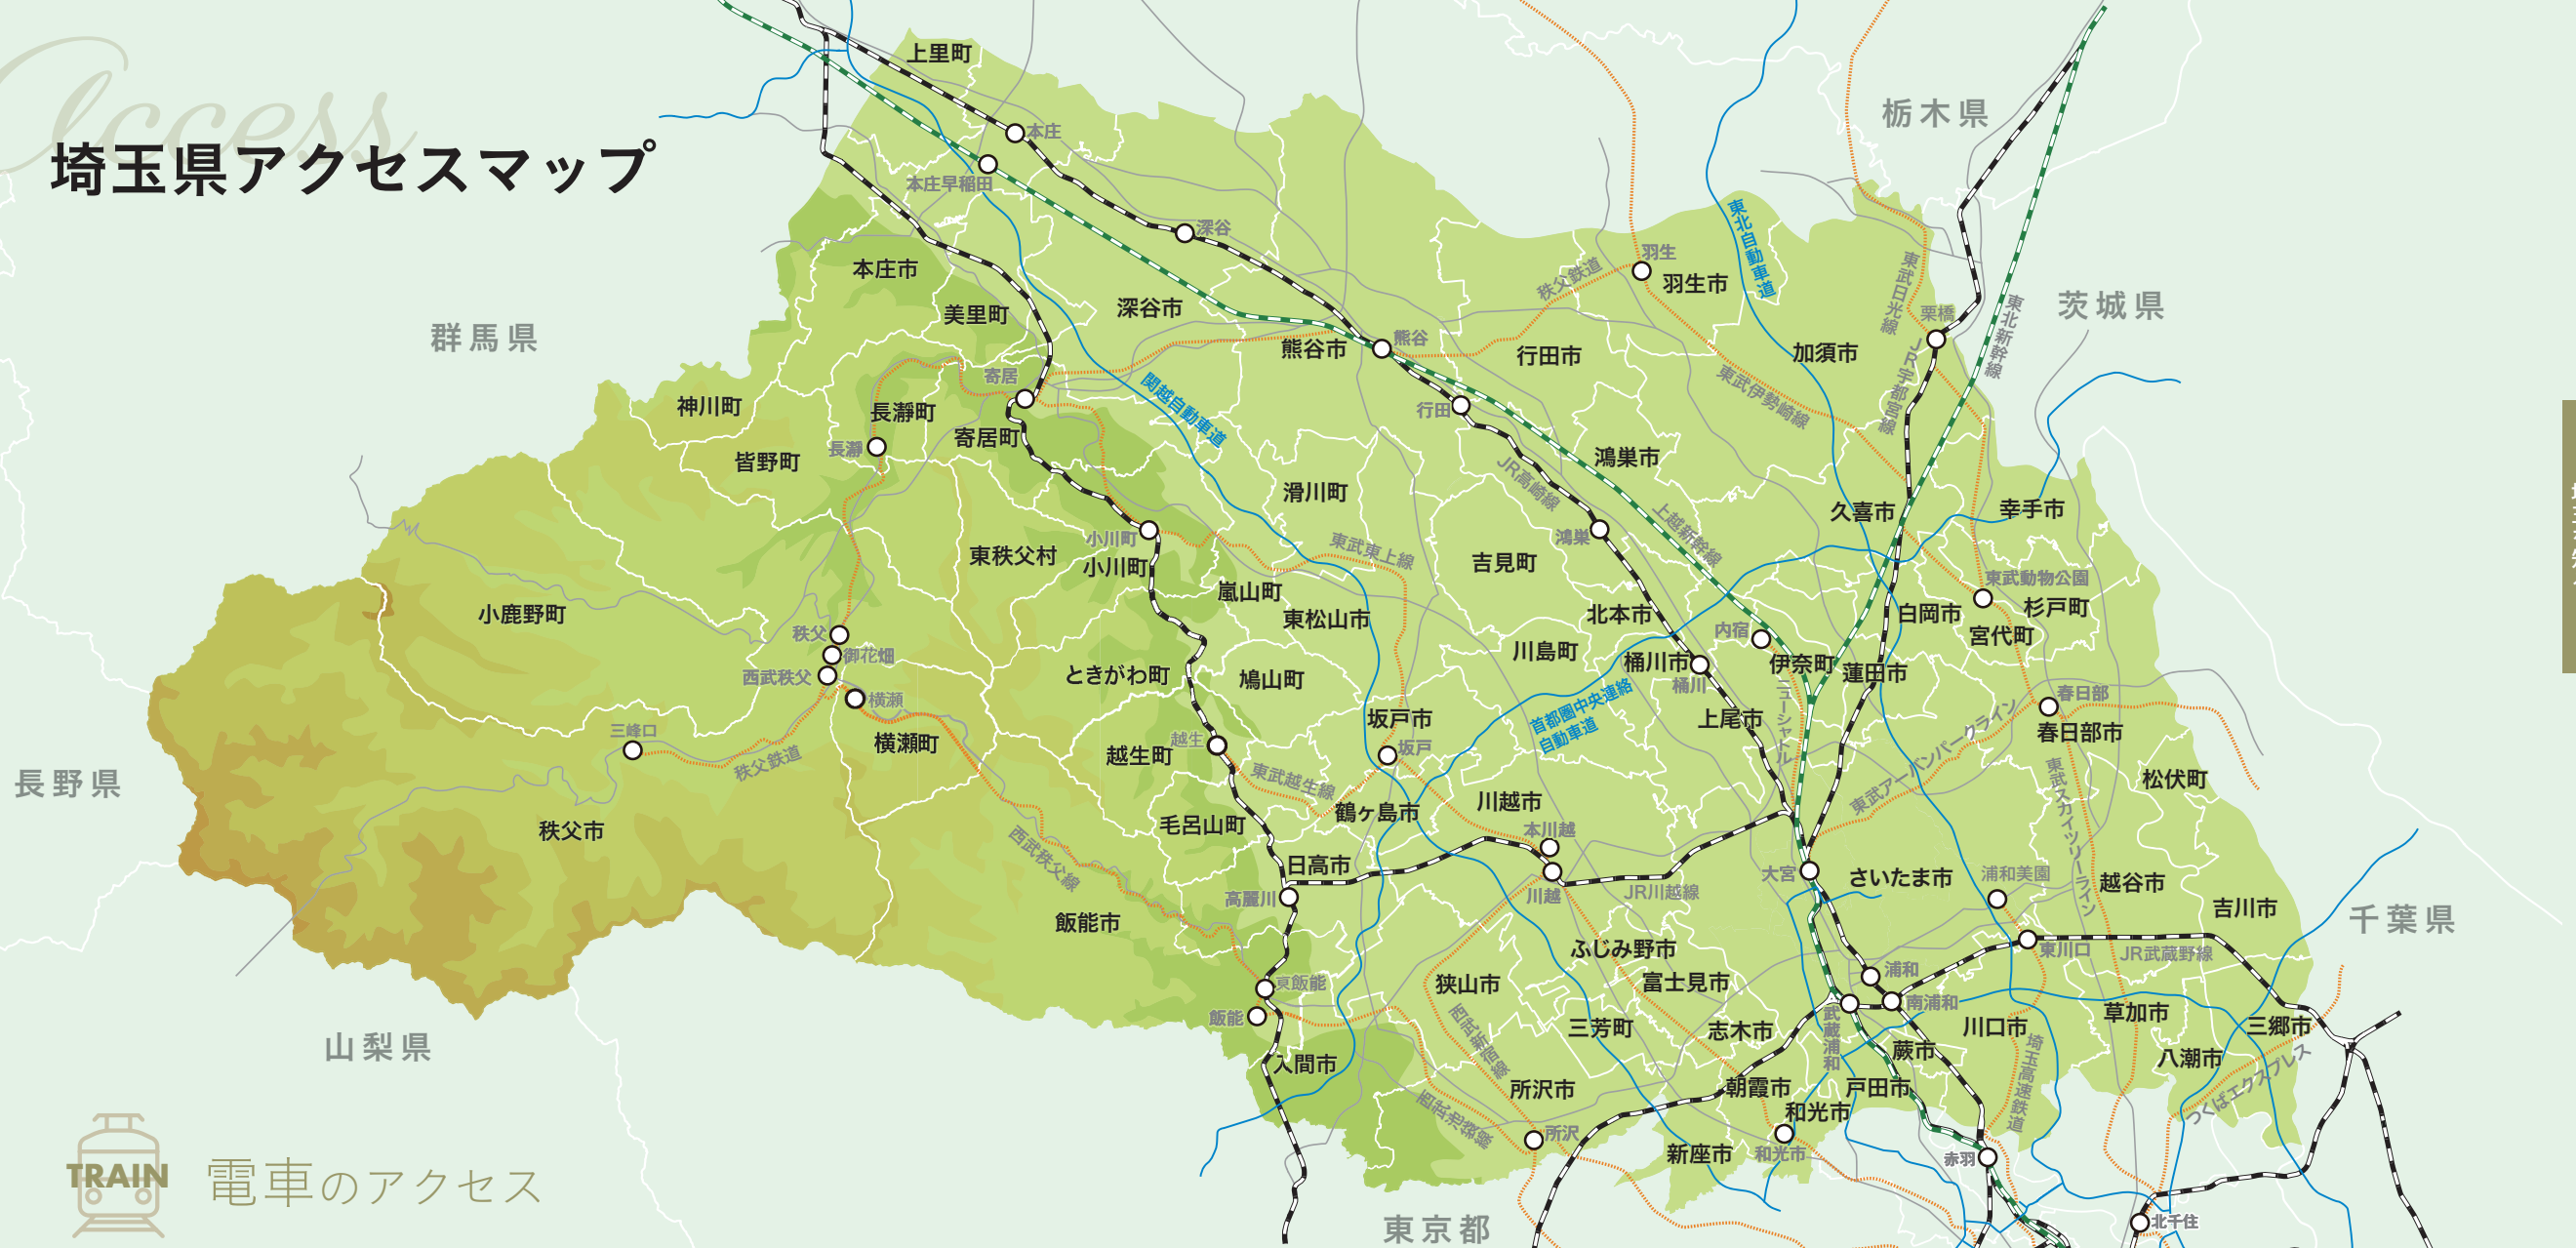 Access
埼玉県アクセスマップ
上里町
本庄
本庄早稲田
深谷
栃木県
東北自動車道
本庄市
美里町
深谷市
秩父鉄道
羽生
羽生市
東武日光線
栗橋
東北新幹線
茨城県
群馬県
熊谷市
熊谷
行田市
加須市
JR宇都宮線
寄居
関越自動車道
東武伊勢崎線
神川町
長瀞町
寄居町
行田
皆野町
長瀞
滑川町
JR高崎線
鴻巣市
上越新幹線
久喜市
幸手市
東秩父村
小川町
小川町
東武東上線
吉見町
鴻巣
嵐山町
東松山市
北本市
東武動物公園
白岡市
杉戸町
宮代町
小鹿野町
秩父
御花畑
西武秩父
横瀬
ときがわ町
鳩山町
川島町
桶川市
桶川
内宿
伊奈町
蓮田市
ニューシャトル
首都圏中央連絡
自動車道
春日部
春日部市
三峰口
秩父鉄道
横瀬町
越生町
越生
坂戸市
坂戸
上尾市
東武アーバンパークライン
東武スカイツリーライン
松伏町
長野県
東武越生線
鶴ヶ島市
川越市
秩父市
西武秩父線
毛呂山町
本川越
日高市
高麗川
川越
JR川越線
大宮
さいたま市
浦和美園
越谷市
吉川市
千葉県
飯能市
ふじみ野市
東川口
JR武蔵野線
狭山市
富士見市
浦和
南浦和
武蔵浦和
東飯能
飯能
西武新宿線
三芳町
志木市
川口市
埼玉高速鉄道
草加市
三郷市
蕨市
八潮市
つくばエクスプレス
山梨県
入間市
所沢市
朝霞市
戸田市
和光市
西武池袋線
所沢
新座市
和光市
赤羽
北千住
東京都
TRAIN
電車のアクセス